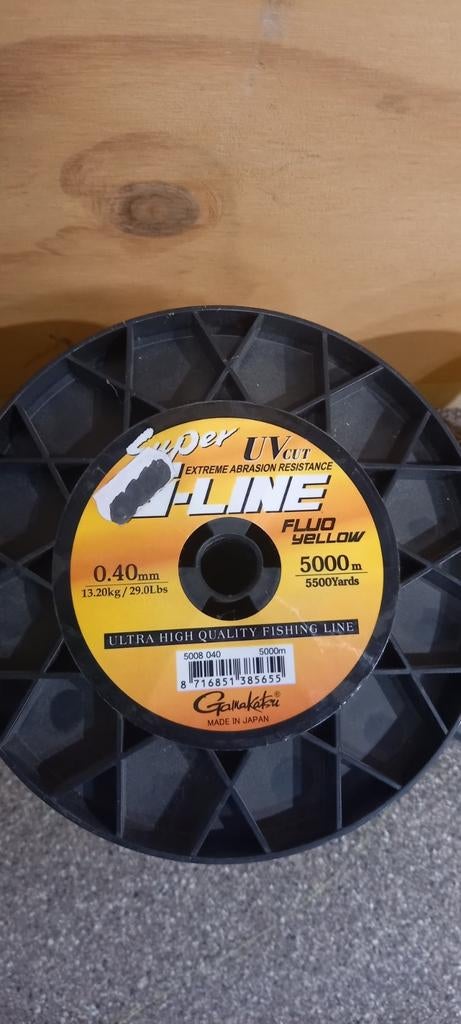 Super
UV CUT
EXTREME ABRASION RESISTANCE
-LINE
FLUO
YELLOW
0.40mm
13.20kg / 29.0Lbs
5000 m
5500Yards
ULTRA HIGH QUALITY FISHING LINE
5008 040 5000m
8 716851 385655
Gamakatsu®
MADE IN JAPAN